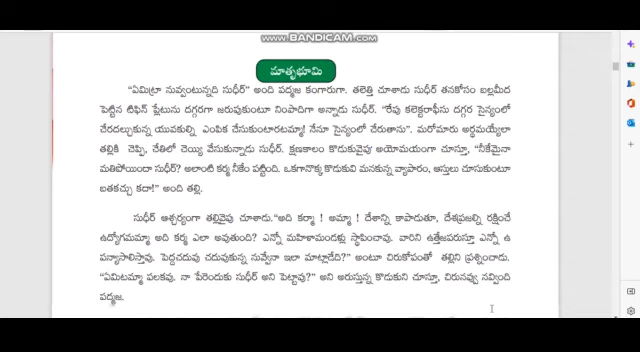 www.BANDICAM.com
మాతృభూమి
"ఏమిట్రా నువ్వంటున్నది సుధీర్" అంది పద్మజ కంగారుగా. తలెత్తి చూశాడు సుధీర్ తనకోసం బల్లమీద
పెట్టిన టిఫిన్ ప్లేటును దగ్గరగా జరుపుకుంటూ నింపాదిగా అన్నాడు సుధీర్. "రేపు కలెక్టరాఫీసు దగ్గర సైన్యంలో
చేరదల్చుకున్న యువకుల్ని ఎంపిక చేసుకుంటారటమ్మా! నేనూ సైన్యంలో చేరుతాను". మరోమారు అర్థమయ్యేలా
తల్లికి చెప్పి, చేతిలో చెయ్యి వేసుకున్నాడు సుధీర్. క్షణకాలం కొడుకువైపు అయోమయంగా చూస్తూ, "నీకేమైనా
మతిపోయిందా సుధీర్? అలాంటి కర్మ నీకేం పట్టింది. ఒకగానొక్క కొడుకువి మనకున్న వ్యాపారం, ఆస్తులు చూసుకుంటూ
బతకచ్చు కదా!" అంది తల్లి.
సుధీర్ ఆశ్చర్యంగా తల్లివైపు చూశాడు. "అది కర్మా! అమ్మా! దేశాన్ని కాపాడుతూ, దేశప్రజల్ని రక్షించే
ఉద్యోగమమ్మా అది కర్మ ఎలా అవుతుంది? ఎన్నో మహిళామండళ్లు స్థాపించావు. వారిని ఉత్తేజపరుస్తూ ఎన్నో ఉ
పన్యాసాలిస్తావు. పెద్దచదువు చదువుకున్న నువ్వేనా ఇలా మాట్లాడేది?" అంటూ చిరుకోపంతో తల్లిని ప్రశ్నించాడు.
"ఏమిటమ్మా పలకవు. నా పేరెందుకు సుధీర్ అని పెట్టావు?" అని అరుస్తున్న కొడుకుని చూస్తూ, చిరునవ్వు నవ్వింది
పద్మజ.